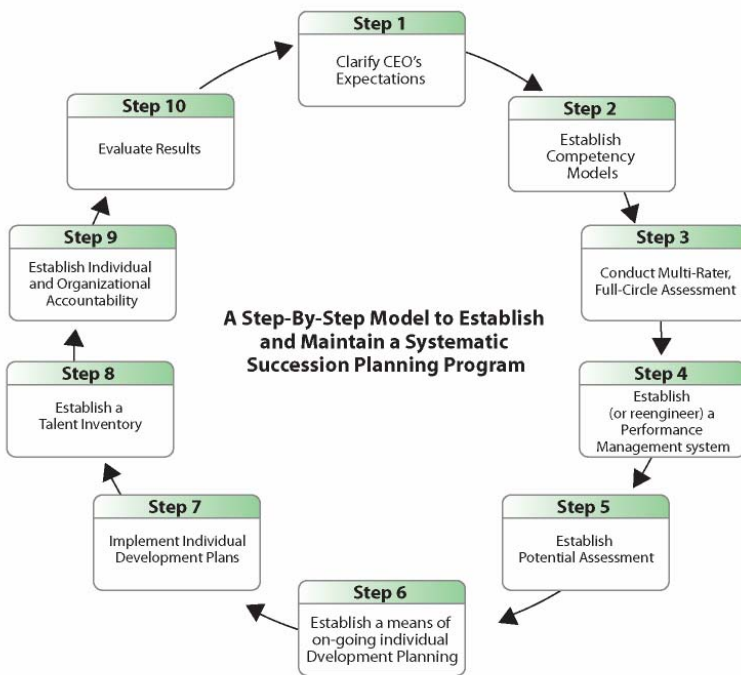 Step 1
Clarify CEO's
Expectations
Step 2
Establish
Competency
Models
Step 3
Conduct Multi-Rater,
Full-Circle Assessment
Step 4
Establish
(or reengineer) a
Performance
Management system
Step 5
Establish
Potential Assessment
Step 6
Establish a means of
on-going individual
Dvelopment Planning
Step 7
Implement Individual
Development Plans
Step 8
Establish a
Talent Inventory
Step 9
Establish Individual
and Organizational
Accountability
Step 10
Evaluate Results
A Step-By-Step Model to Establish
and Maintain a Systematic
Succession Planning Program